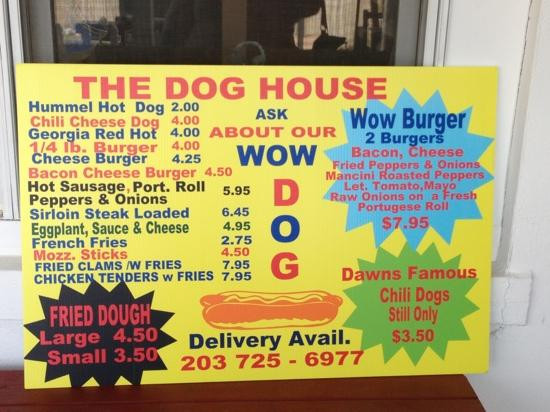 THE DOG HOUSE
Hummel Hot Dog 2.00
Chili Cheese Dog 4.00
Georgia Red Hot 4.00
1/4 lb. Burger 4.00
Cheese Burger 4.25
Bacon Cheese Burger 4.50
Hot Sausage, Port. Roll
Peppers & Onions 5.95
Sirloin Steak Loaded 6.45
Eggplant, Sauce & Cheese 4.95
French Fries 2.75
Mozz. Sticks 4.50
FRIED CLAMS /W FRIES 7.95
CHICKEN TENDERS w FRIES 7.95
ASK
ABOUT OUR
WOW
D
O
G
Wow Burger
2 Burgers
Bacon, Cheese
Fried Peppers & Onions
Mancini Roasted Peppers
Let. Tomato,Mayo
Raw Onions on a Fresh
Portugese Roll
$7.95
Dawns Famous
Chili Dogs
Still Only
$3.50
FRIED DOUGH
Large 4.50
Small 3.50
Delivery Avail.
203 725 - 6977